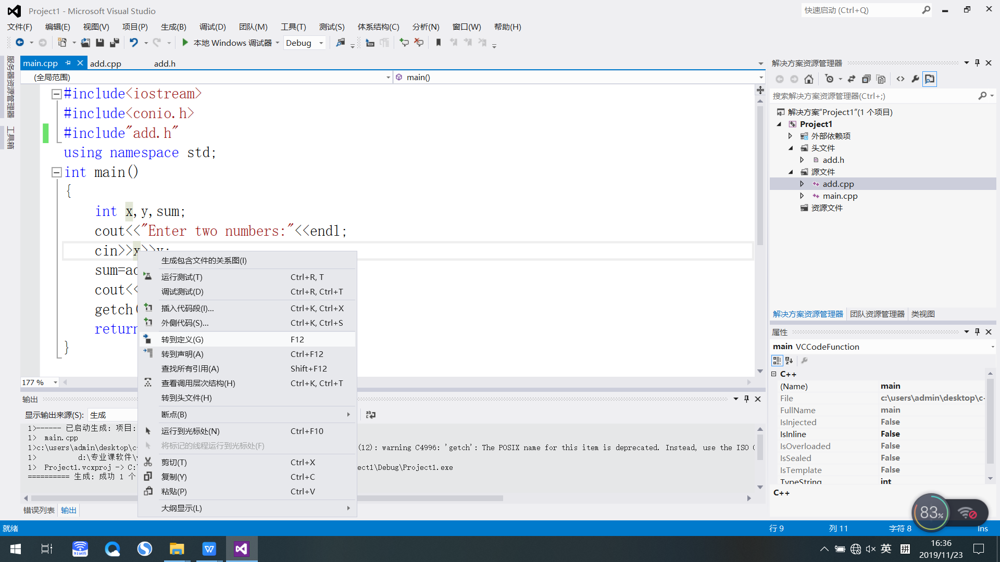 Project1 - Microsoft Visual Studio
快速启动 (Ctrl+Q)
文件(F) 编辑(E) 视图(V) 项目(P) 生成(B) 调试(D) 团队(M) 工具(T) 测试(S) 体系结构(C) 分析(N) 窗口(W) 帮助(H)
本地 Windows 调试器 Debug
服务器资源管理器
工具箱
main.cpp add.cpp add.h
(全局范围) main()
#include<iostream>
#include<conio.h>
#include"add.h"
using namespace std;
int main()
{
int x,y,sum;
cout<<"Enter two numbers:"<<endl;
cin>>x>>y;
sum=ad
cout<<
getch(
return
}
177 %
生成包含文件的关系图(I)
运行测试(T) Ctrl+R, T
调试测试(D) Ctrl+R, Ctrl+T
插入代码段(I)... Ctrl+K, Ctrl+X
外侧代码(S)... Ctrl+K, Ctrl+S
转到定义(G) F12
转到声明(A) Ctrl+F12
查找所有引用(A) Shift+F12
查看调用层次结构(H) Ctrl+K, Ctrl+T
转到头文件(H)
断点(B)
运行到光标处(N) Ctrl+F10
将标记的线程运行到光标处(F)
剪切(T) Ctrl+X
复制(Y) Ctrl+C
粘贴(P) Ctrl+V
大纲显示(L)
输出
显示输出来源(S): 生成
1>------ 已启动生成: 项目:
1> main.cpp
1>c:\users\admin\desktop\c (12): warning C4996: 'getch': The POSIX name for this item is deprecated. Instead, use the ISO
1> d:\专业课软件\
1> Project1.vcxproj -> C: ect1\Debug\Project1.exe
========== 生成: 成功 1 个
错误列表 输出
解决方案资源管理器
搜索解决方案资源管理器(Ctrl+;)
解决方案"Project1"(1 个项目)
Project1
外部依赖项
头文件
add.h
源文件
add.cpp
main.cpp
资源文件
解决方案资源管理器 团队资源管理器 类视图
属性
main VCCodeFunction
C++
(Name) main
File c:\users\admin\desktop\c-
FullName main
IsInjected False
IsInline False
IsOverloaded False
IsSealed False
IsTemplate False
TypeString int
C++
83%
就绪 行 9 列 11 字符 8 Ins
91wifi
英 拼
16:36
2019/11/23